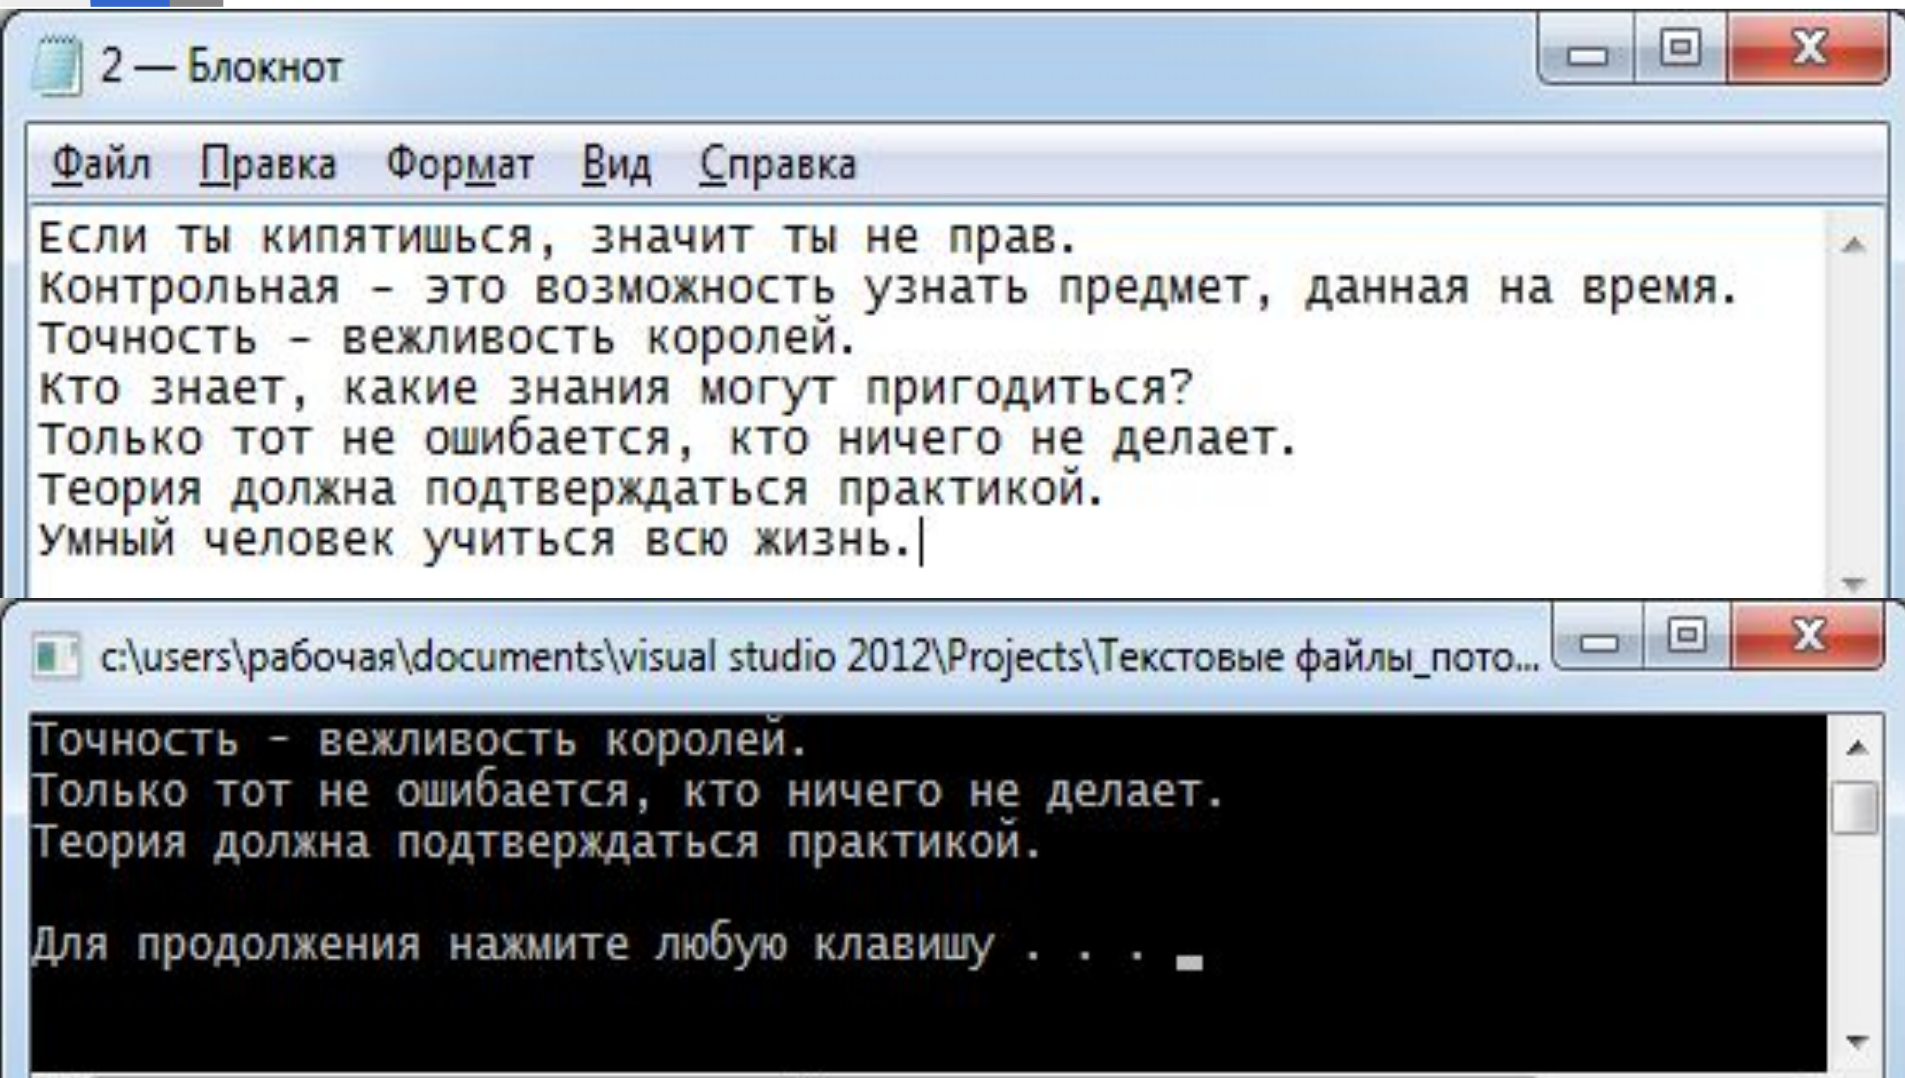 2 — Блокнот
Файл Правка Формат Вид Справка
Если ты кипятишься, значит ты не прав.
Контрольная – это возможность узнать предмет, данная на время.
Точность – вежливость королей.
Кто знает, какие знания могут пригодиться?
Только тот не ошибается, кто ничего не делает.
Теория должна подтверждаться практикой.
Умный человек учиться всю жизнь.
c:\users\рабочая\documents\visual studio 2012\Projects\Текстовые файлы_пото...
Точность - вежливость королей.
Только тот не ошибается, кто ничего не делает.
Теория должна подтверждаться практикой.
Для продолжения нажмите любую клавишу . . .